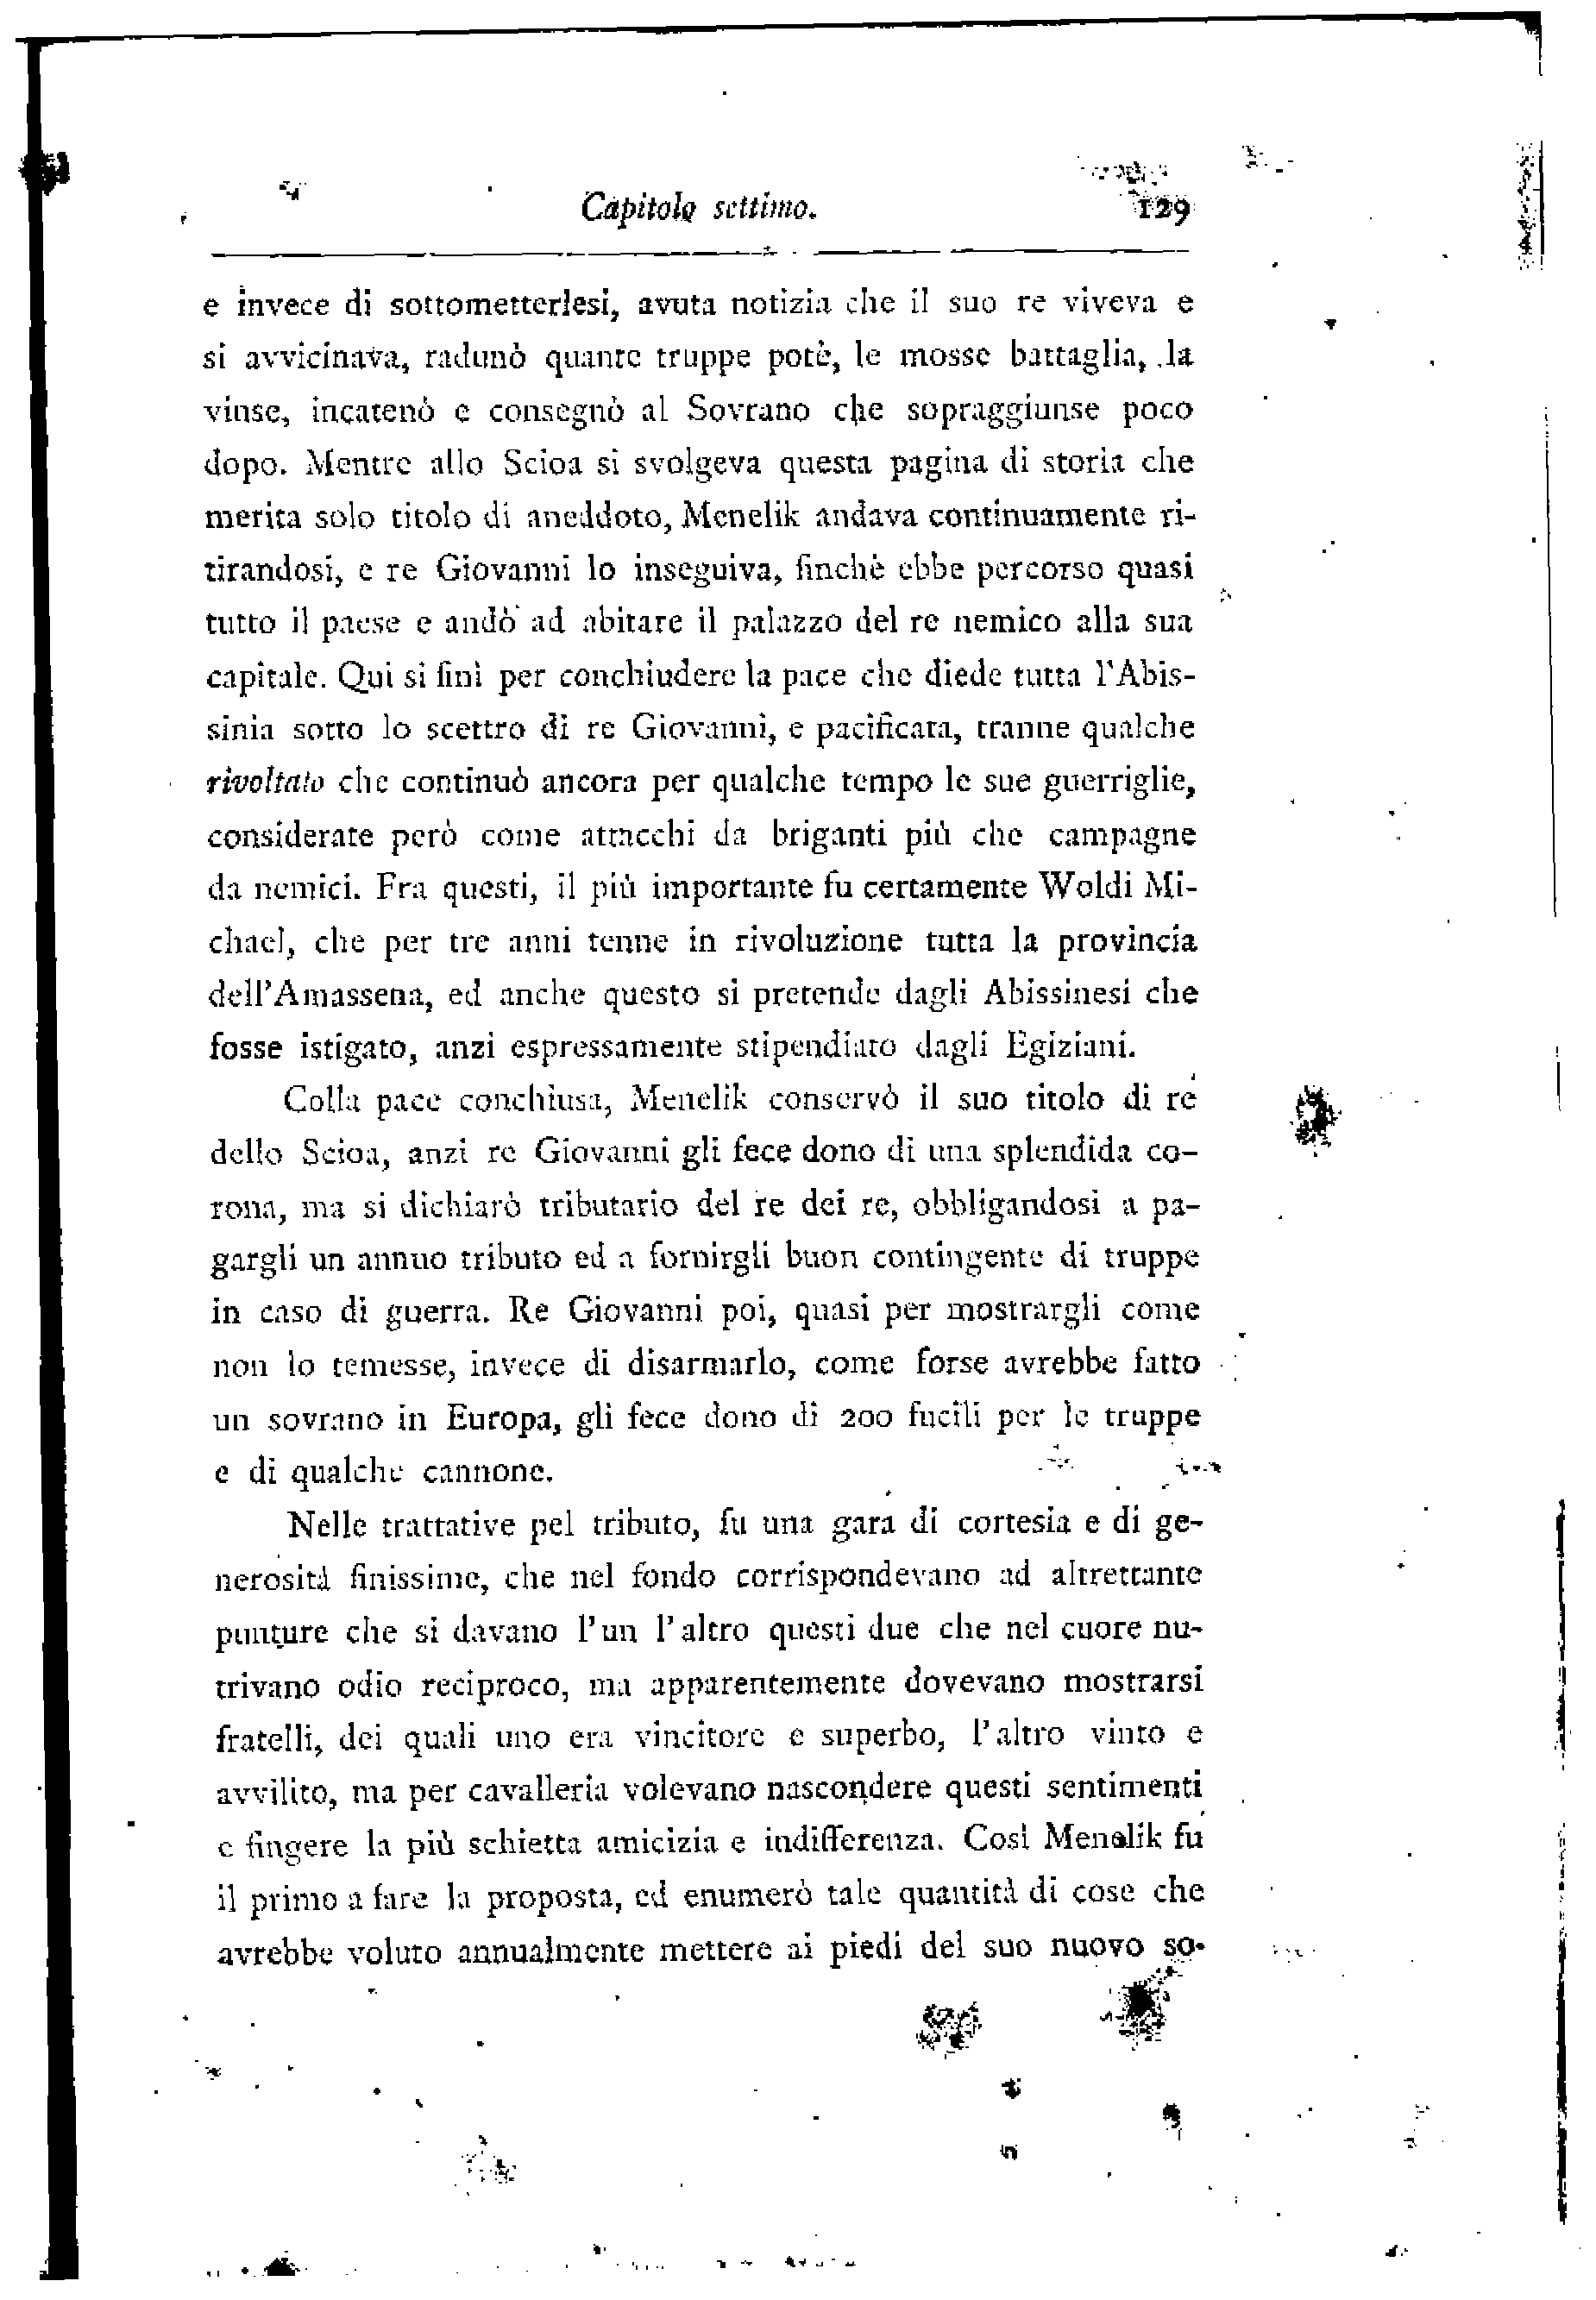 Capitolo settimo. 129
e invece di sottometterlesi, avuta notizia che il suo re viveva e
si avvicinava, radunò quante truppe potè, le mosse battaglia, la
vinse, incatenò e consegnò al Sovrano che sopraggiunse poco
dopo. Mentre allo Scioa si svolgeva questa pagina di storia che
merita solo titolo di aneddoto, Menelik andava continuamente ri-
tirandosi, e re Giovanni lo inseguiva, finchè ebbe percorso quasi
tutto il paese e andò ad abitare il palazzo del re nemico alla sua
capitale. Qui si finì per conchiudere la pace che diede tutta l'Abis-
sinia sotto lo scettro di re Giovanni, e pacificata, tranne qualche
rivoltato che continuò ancora per qualche tempo le sue guerriglie,
considerate però come attacchi da briganti più che campagne
da nemici. Fra questi, il più importante fu certamente Woldi Mi-
chael, che per tre anni tenne in rivoluzione tutta la provincia
dell'Amassena, ed anche questo si pretende dagli Abissinesi che
fosse istigato, anzi espressamente stipendiato dagli Egiziani.
Colla pace conchiusa, Menelik conservò il suo titolo di re
dello Scioa, anzi re Giovanni gli fece dono di una splendida co-
rona, ma si dichiarò tributario del re dei re, obbligandosi a pa-
gargli un annuo tributo ed a fornirgli buon contingente di truppe
in caso di guerra. Re Giovanni poi, quasi per mostrargli come
non lo temesse, invece di disarmarlo, come forse avrebbe fatto
un sovrano in Europa, gli fece dono di 200 fucili per le truppe
e di qualche cannone.
Nelle trattative pel tributo, fu una gara di cortesia e di ge-
nerosità finissime, che nel fondo corrispondevano ad altrettante
punture che si davano l'un l'altro questi due che nel cuore nu-
trivano odio reciproco, ma apparentemente dovevano mostrarsi
fratelli, dei quali uno era vincitore e superbo, l'altro vinto e
avvilito, ma per cavalleria volevano nascondere questi sentimenti
e fingere la più schietta amicizia e indifferenza. Così Menelik fu
il primo a fare la proposta, ed enumerò tale quantità di cose che
avrebbe voluto annualmente mettere ai piedi del suo nuovo so-